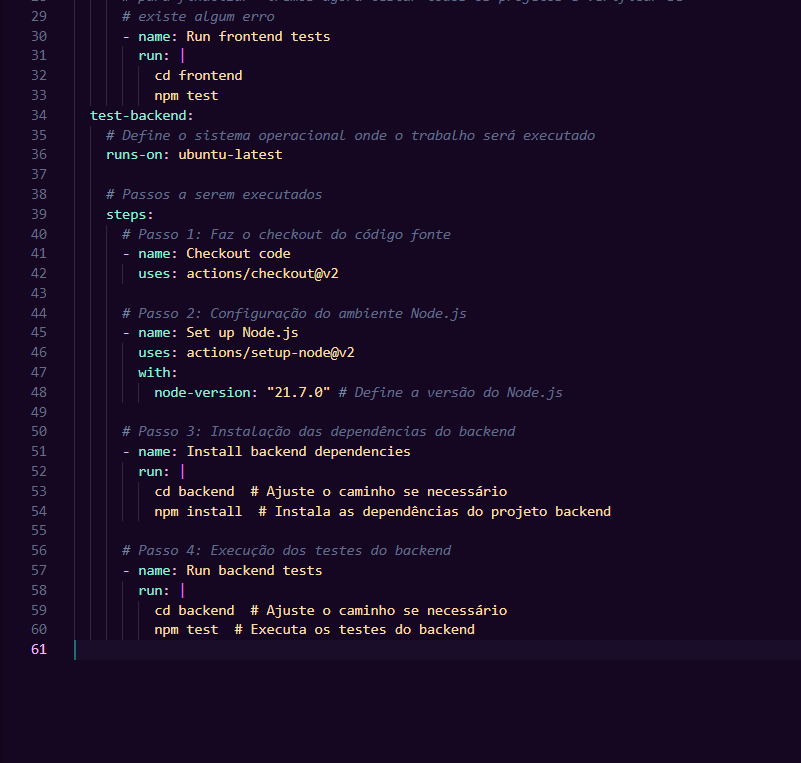 29 # existe algum erro
30 - name: Run frontend tests
31 run: |
32 cd frontend
33 npm test
34 test-backend:
35 # Define o sistema operacional onde o trabalho será executado
36 runs-on: ubuntu-latest
37
38 # Passos a serem executados
39 steps:
40 # Passo 1: Faz o checkout do código fonte
41 - name: Checkout code
42 uses: actions/checkout@v2
43
44 # Passo 2: Configuração do ambiente Node.js
45 - name: Set up Node.js
46 uses: actions/setup-node@v2
47 with:
48 node-version: "21.7.0" # Define a versão do Node.js
49
50 # Passo 3: Instalação das dependências do backend
51 - name: Install backend dependencies
52 run: |
53 cd backend  # Ajuste o caminho se necessário
54 npm install  # Instala as dependências do projeto backend
55
56 # Passo 4: Execução dos testes do backend
57 - name: Run backend tests
58 run: |
59 cd backend  # Ajuste o caminho se necessário
60 npm test  # Executa os testes do backend
61